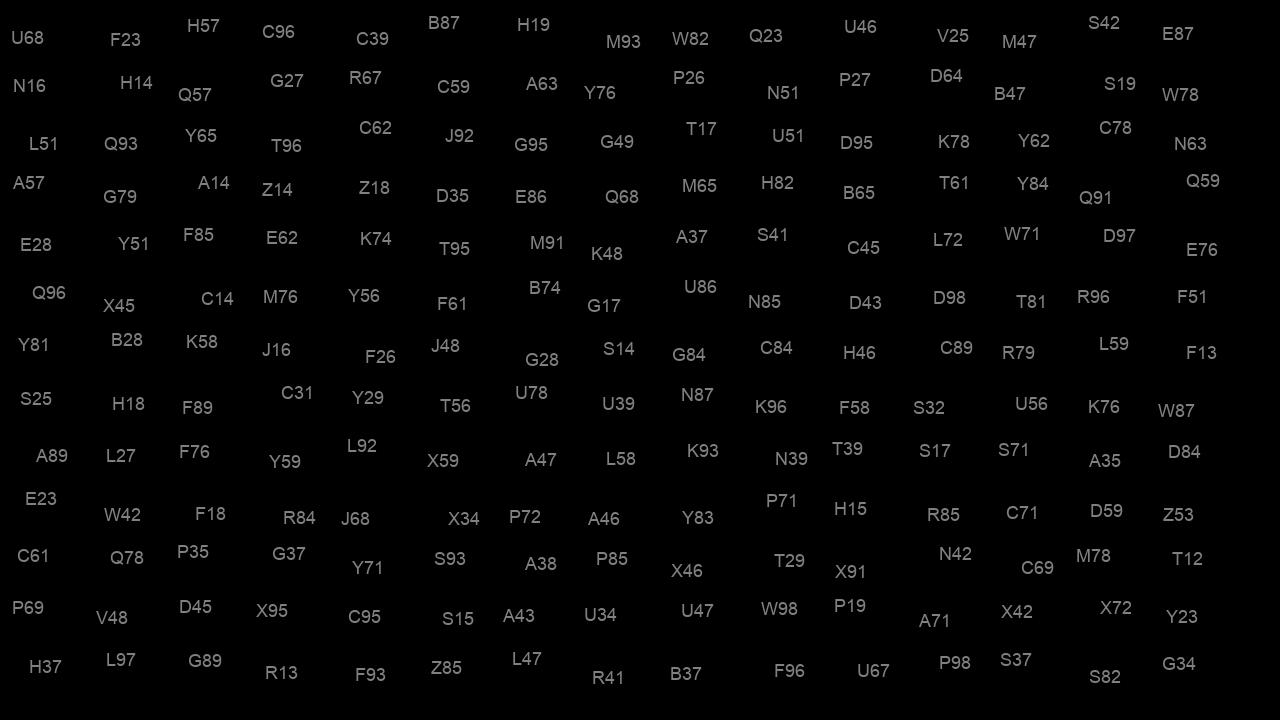 U68 F23 H57 C96 C39 B87 H19 M93 W82 Q23 U46 V25 M47 S42 E87
N16 H14 Q57 G27 R67 C59 A63 Y76 P26 N51 P27 D64 B47 S19 W78
L51 Q93 Y65 T96 C62 J92 G95 G49 T17 U51 D95 K78 Y62 C78 N63
A57 G79 A14 Z14 Z18 D35 E86 Q68 M65 H82 B65 T61 Y84 Q91 Q59
E28 Y51 F85 E62 K74 T95 M91 K48 A37 S41 C45 L72 W71 D97 E76
Q96 X45 C14 M76 Y56 F61 B74 G17 U86 N85 D43 D98 T81 R96 F51
Y81 B28 K58 J16 F26 J48 G28 S14 G84 C84 H46 C89 R79 L59 F13
S25 H18 F89 C31 Y29 T56 U78 U39 N87 K96 F58 S32 U56 K76 W87
A89 L27 F76 Y59 L92 X59 A47 L58 K93 N39 T39 S17 S71 A35 D84
E23 W42 F18 R84 J68 X34 P72 A46 Y83 P71 H15 R85 C71 D59 Z53
C61 Q78 P35 G37 Y71 S93 A38 P85 X46 T29 X91 N42 C69 M78 T12
P69 V48 D45 X95 C95 S15 A43 U34 U47 W98 P19 A71 X42 X72 Y23
H37 L97 G89 R13 F93 Z85 L47 R41 B37 F96 U67 P98 S37 S82 G34